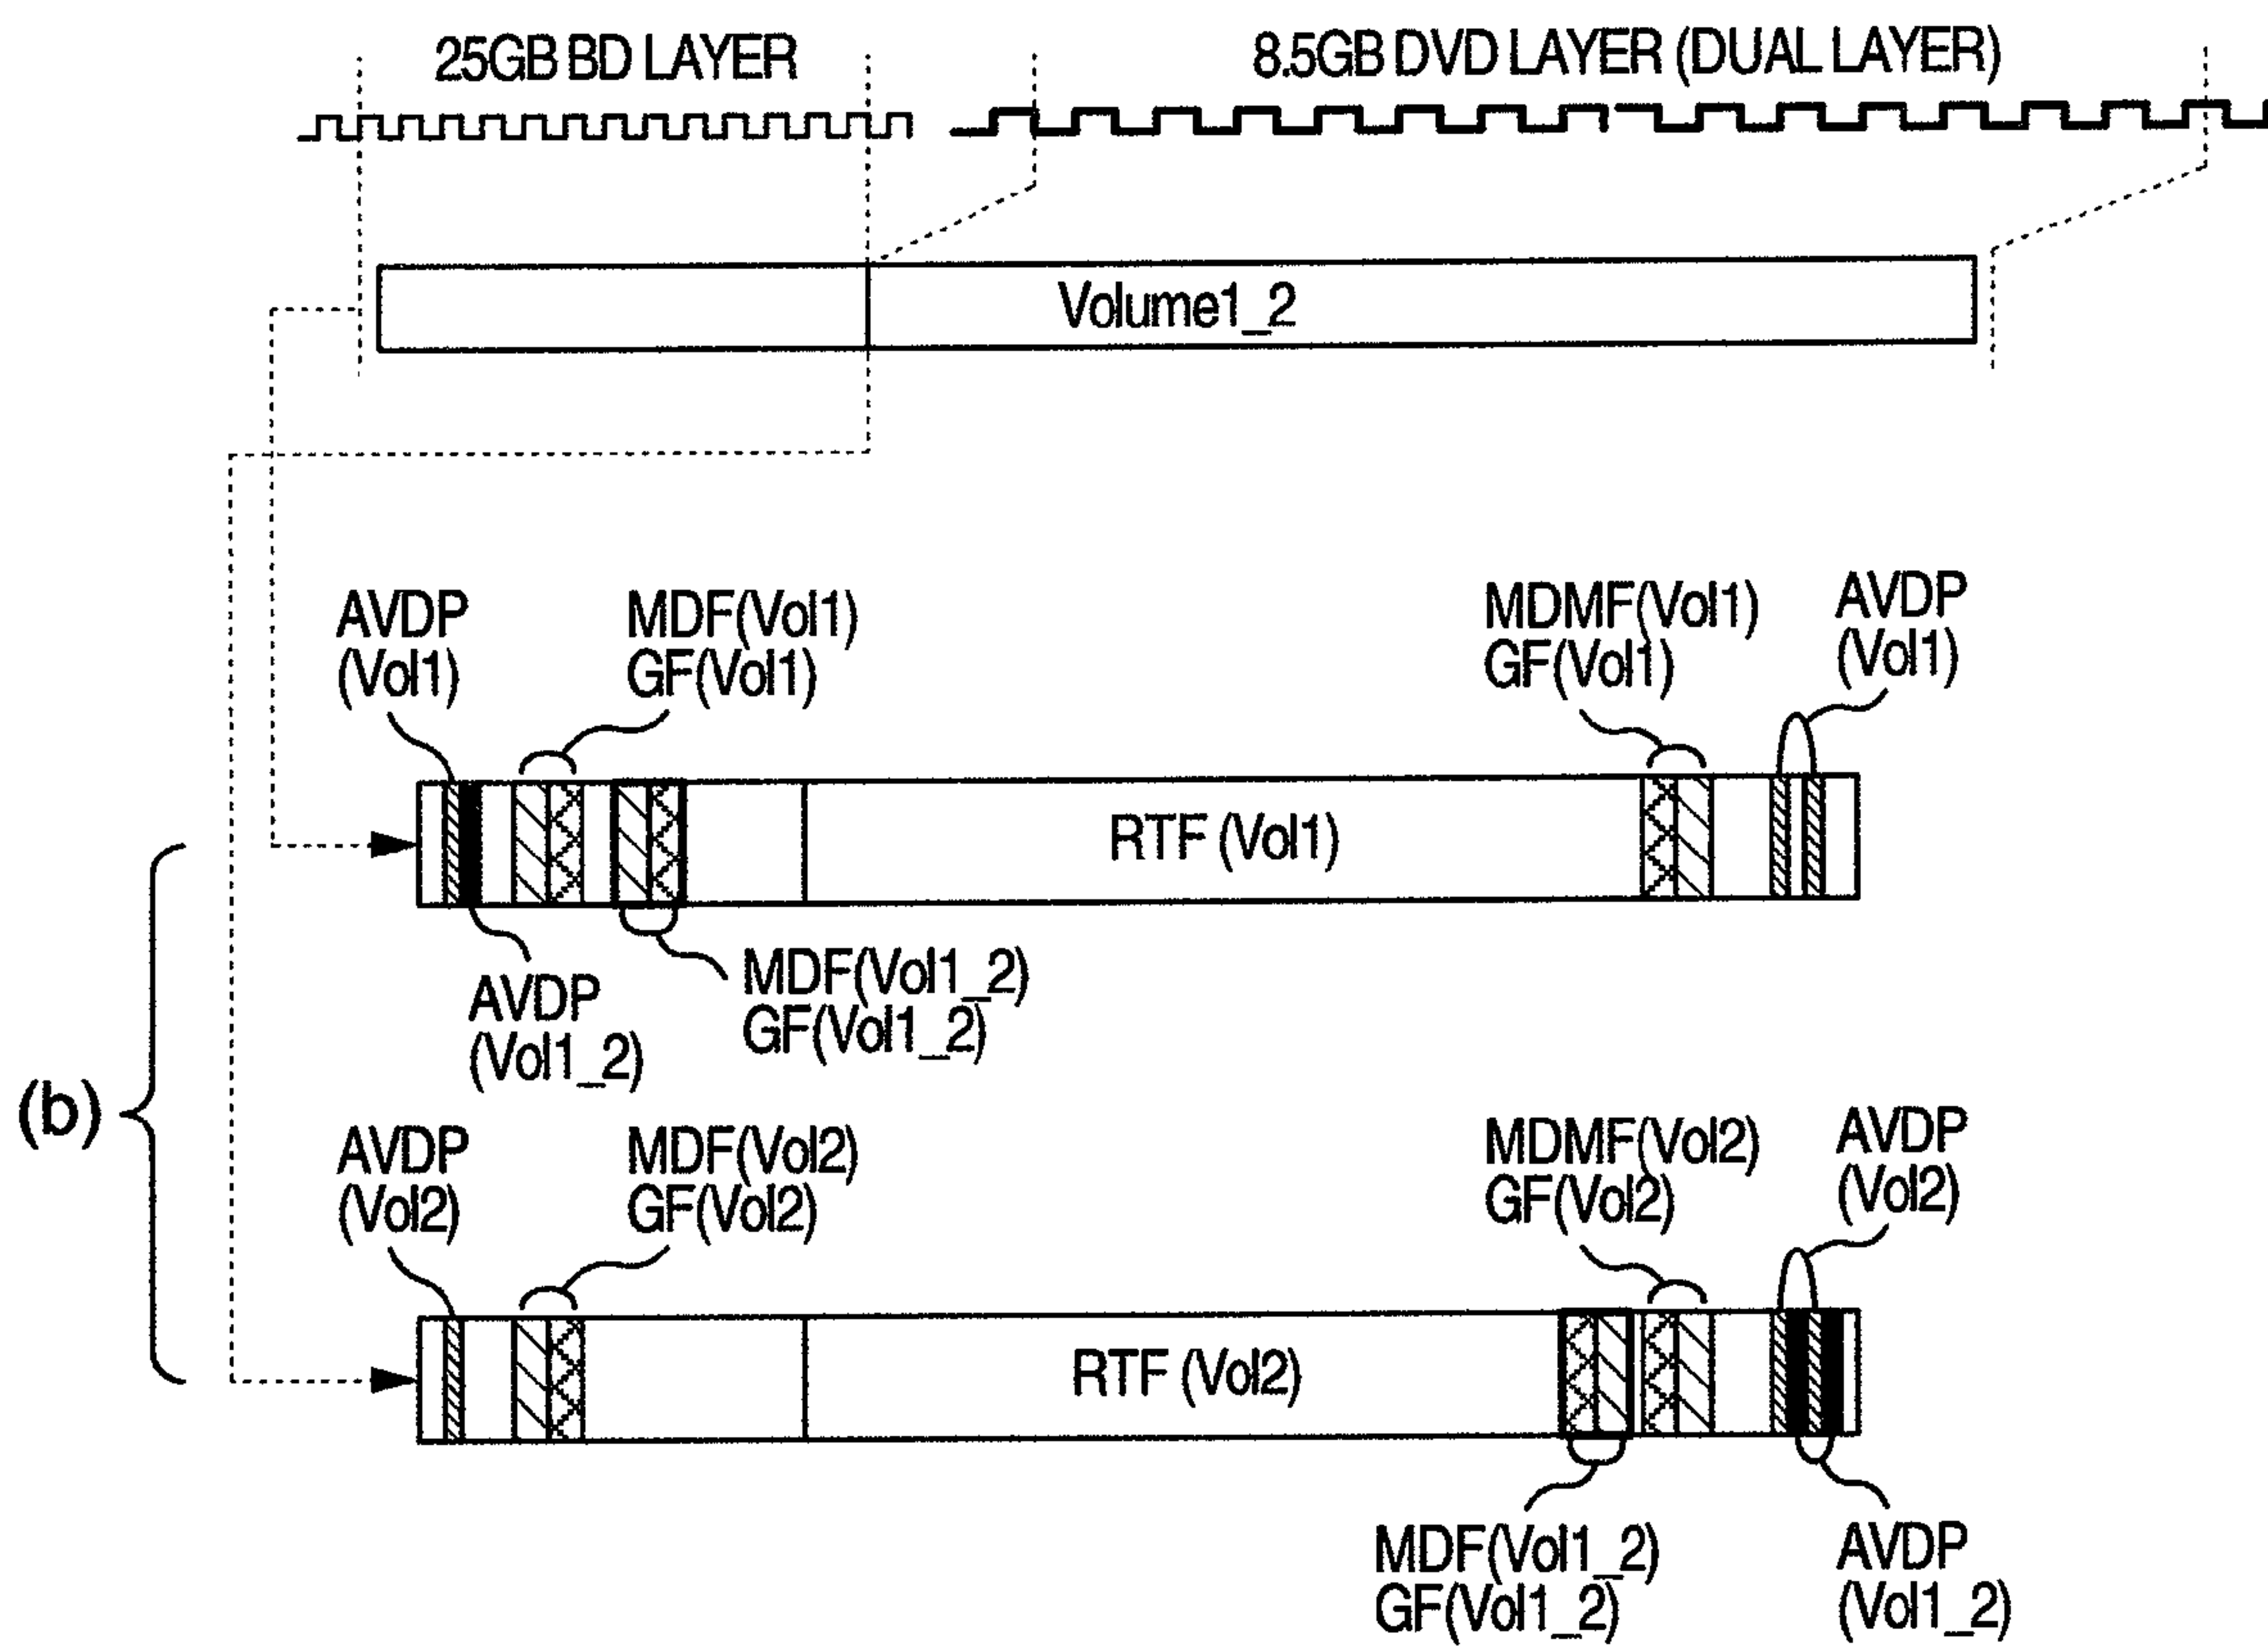 25GB BD LAYER
8.5GB DVD LAYER (DUAL LAYER)
Volume1_2
AVDP
(Vol1)
MDF(Vol1)
GF(Vol1)
MDMF(Vol1)
GF(Vol1)
AVDP
(Vol1)
RTF (Vol1)
AVDP
(Vol1_2)
MDF(Vol1_2)
GF(Vol1_2)
(b)
AVDP
(Vol2)
MDF(Vol2)
GF(Vol2)
MDMF(Vol2)
GF(Vol2)
AVDP
(Vol2)
RTF (Vol2)
MDF(Vol1_2)
GF(Vol1_2)
AVDP
(Vol1_2)